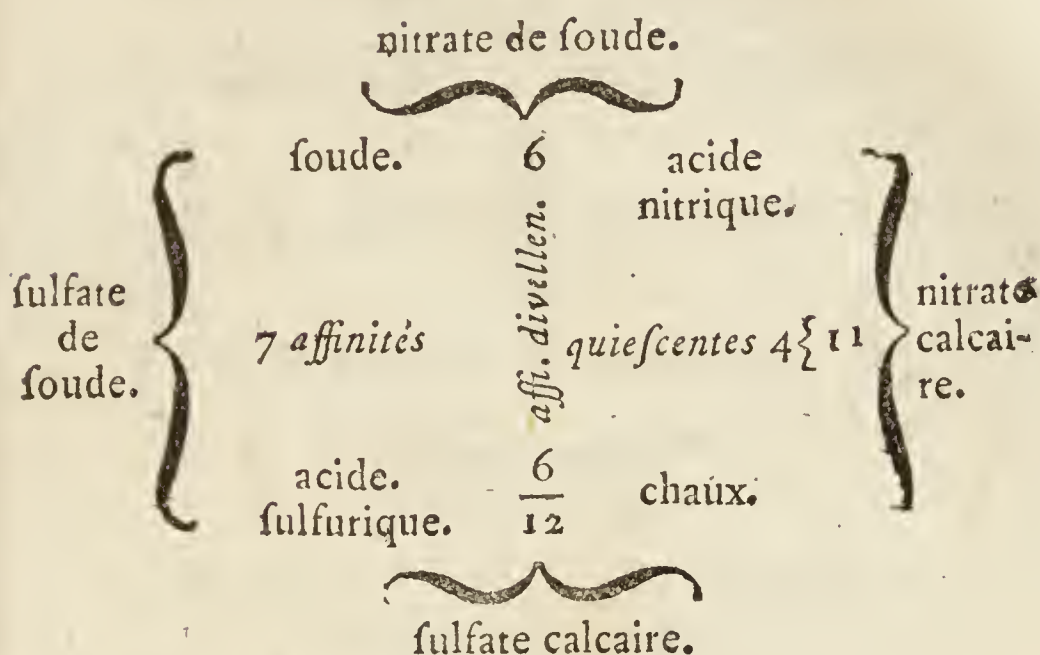 nitrate de ſoude.
ſoude. 6 acide
nitrique.
affi. divellen.
ſulfate
de
ſoude.
7 affinités
quieſcentes 4{11
nitrate
calcai-
re.
acide.
ſulfurique.
6
12
chaux.
ſulfate calcaire.